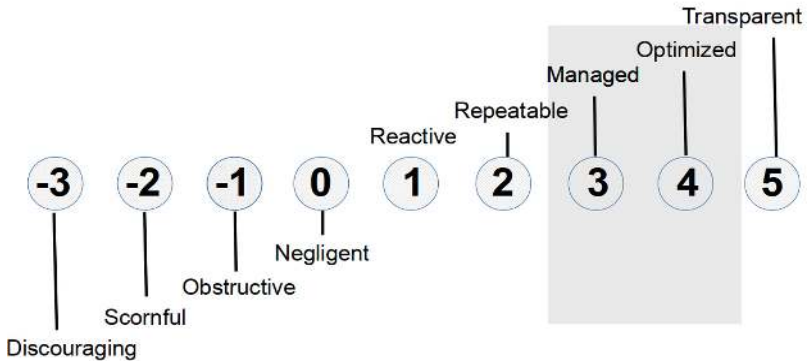 Transparent
Optimized
Managed
Repeatable
Reactive
-3 -2 -1 0 1 2 3 4 5
Negligent
Obstructive
Scornful
Discouraging